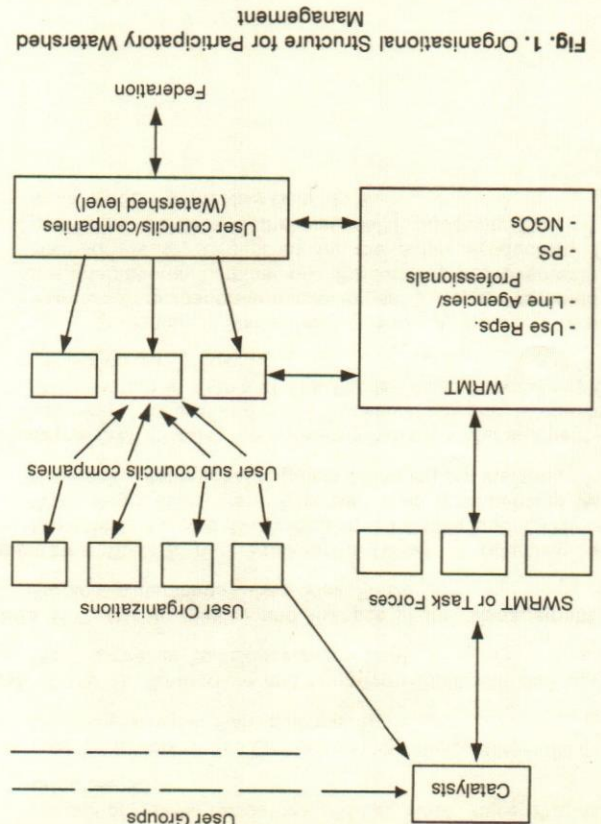 User Groups
Catalysts
User Organizations
SWRMT or Task Forces
User sub councils companies
WRMT
- Use Reps.
- Line Agencies/
Professionals
- PS
- NGOS
User councils/companies
(Watershed level)
Federation
Fig. 1. Organisational Structure for Participatory Watershed
Management